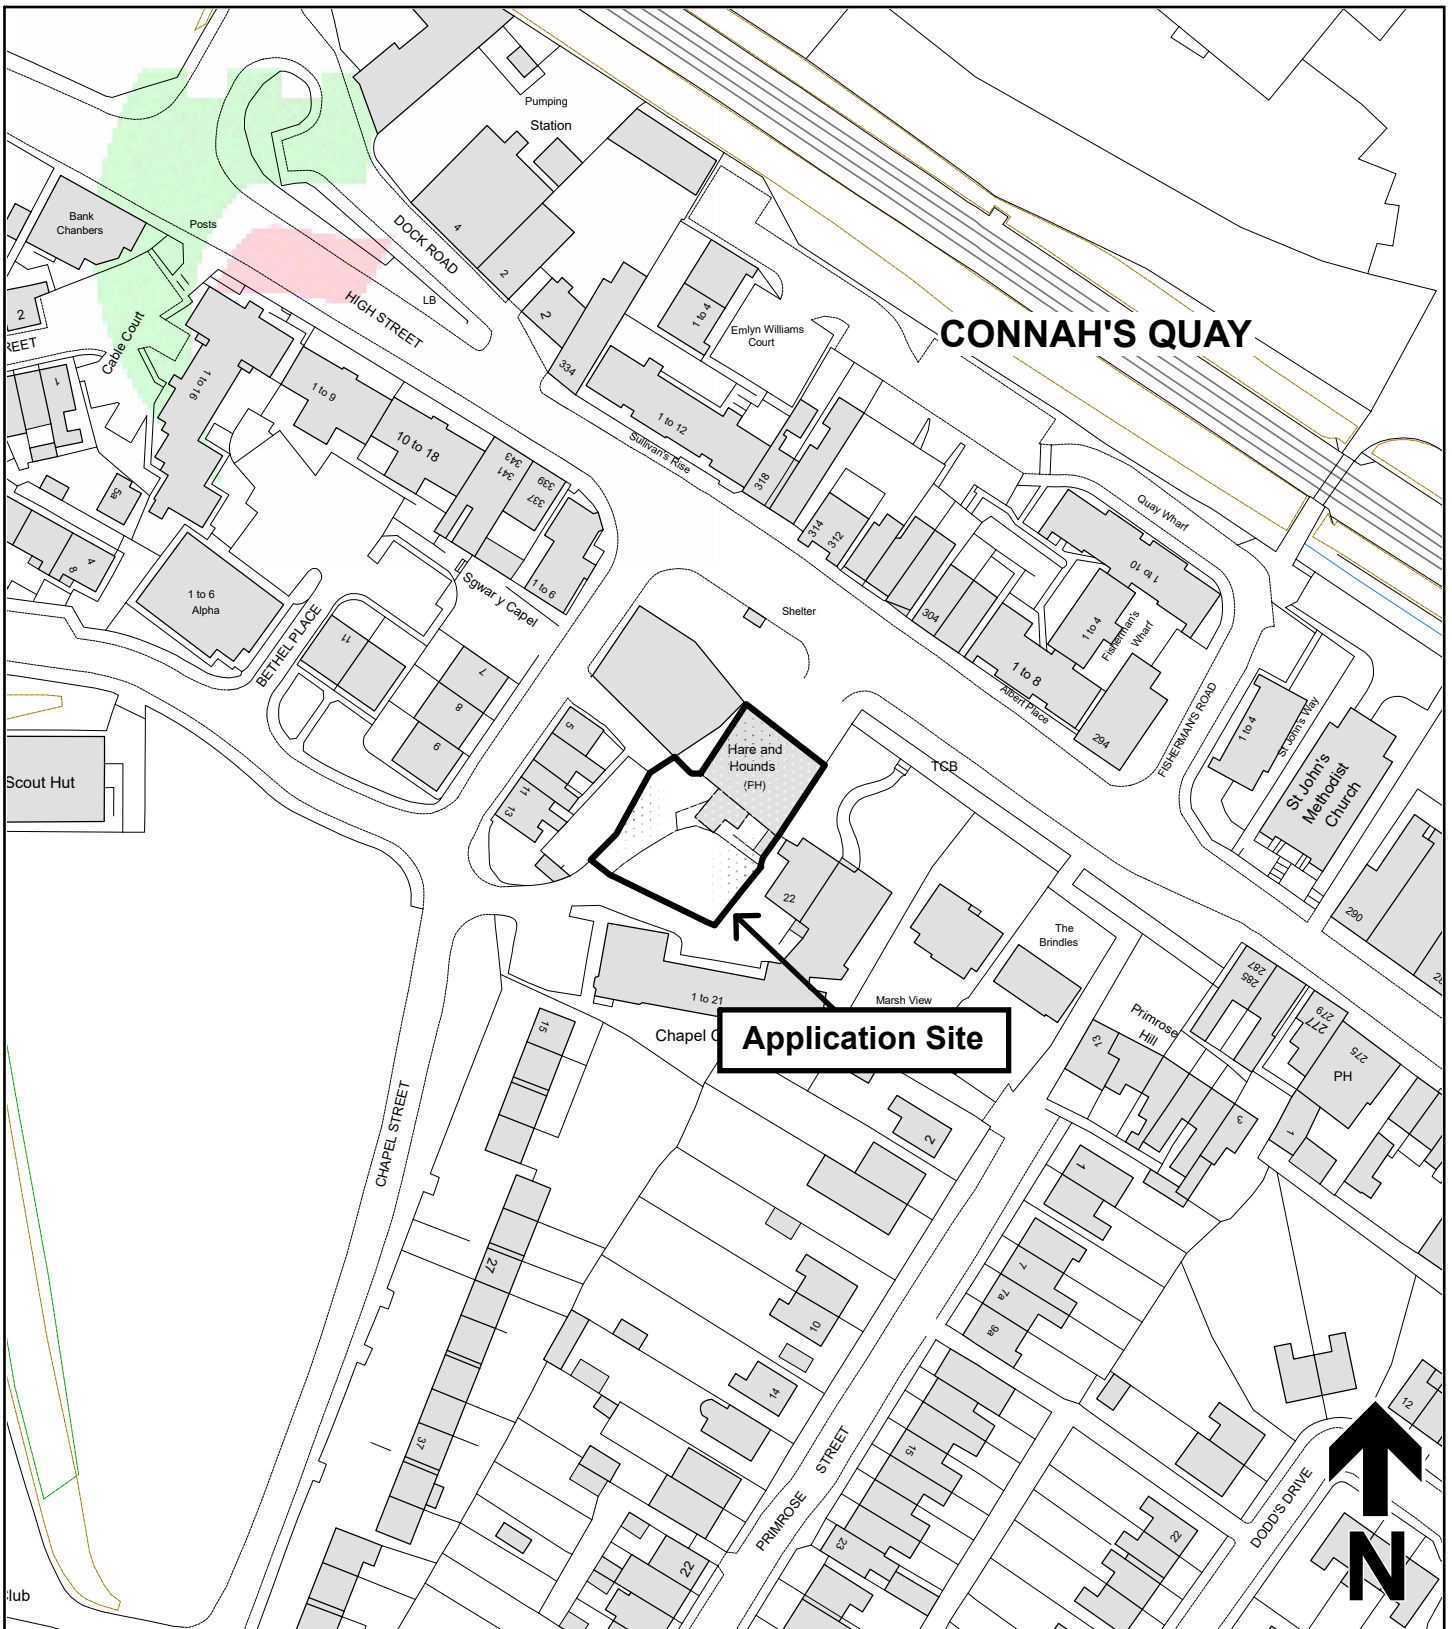 Pumping
Station
Bank
Chanbers
Posts
DOCK ROAD
4
2
LB
HIGH STREET
2
REET
Cable Court
1
1 to 16
1 to 9
10 to 18
343
341
339
337
1 to 6
2
334
1 to 4
Emlyn Williams
Court
CONNAH'S QUAY
1 to 12
Sullivan's Rise
318
314
312
304
Quay Wharf
1 to 10
1 to 4
Fisherman's
Wharf
1 to 8
Albert Place
294
FISHERMAN'S ROAD
1 to 4
St John's Way
St John's
Methodist
Church
290
5a
4
8
1 to 6
Alpha
BETHEL PLACE
Sgwar y Capel
11
7
8
9
Shelter
5
11
13
Hare and
Hounds
(PH)
TCB
Scout Hut
22
1 to 21
The
Brindles
Marsh View
Application Site
Chapel C
287
285
279
277
275
PH
Primrose
Hill
13
3
1
15
CHAPEL STREET
2
1
7
7a
9a
27
10
14
12
37
15
PRIMROSE STREET
23
22
22
DODD'S DRIVE
N
lub